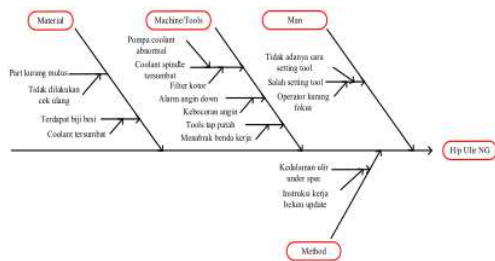 Material
Machine/Tools
Man
Pompa coolant
abnormal
Coolant spindle
tersumbat
Filter kotor
Alarm angin down
Kebocoran angin
Tools tap patah
Menabrak benda kerja
Part kurang mulus
Tidak dilakukan
cek ulang
Terdapat biji besi
Coolant tersumbat
Tidak adanya cara
setting tool
Salah setting tool
Operator kurang
fokus
Hip Ulir NG
Kedalaman ulir
under spec
Instruksi kerja
belum update
Method